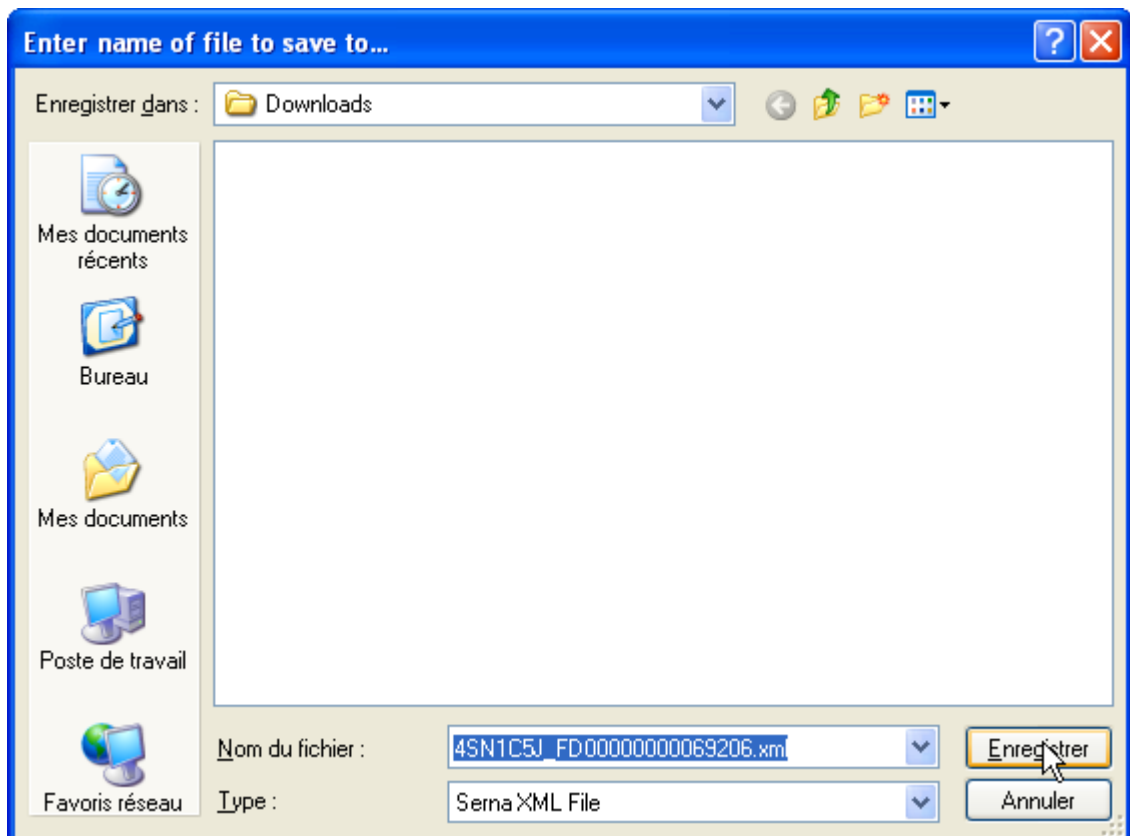 Enter name of file to save to...
Enregistrer dans :
Downloads
Mes documents
récents
Bureau
Mes documents
Poste de travail
Favoris réseau
Nom du fichier :
4SN1C5J_FD00000000069206.xml
Enregistrer
Type :
Serna XML File
Annuler